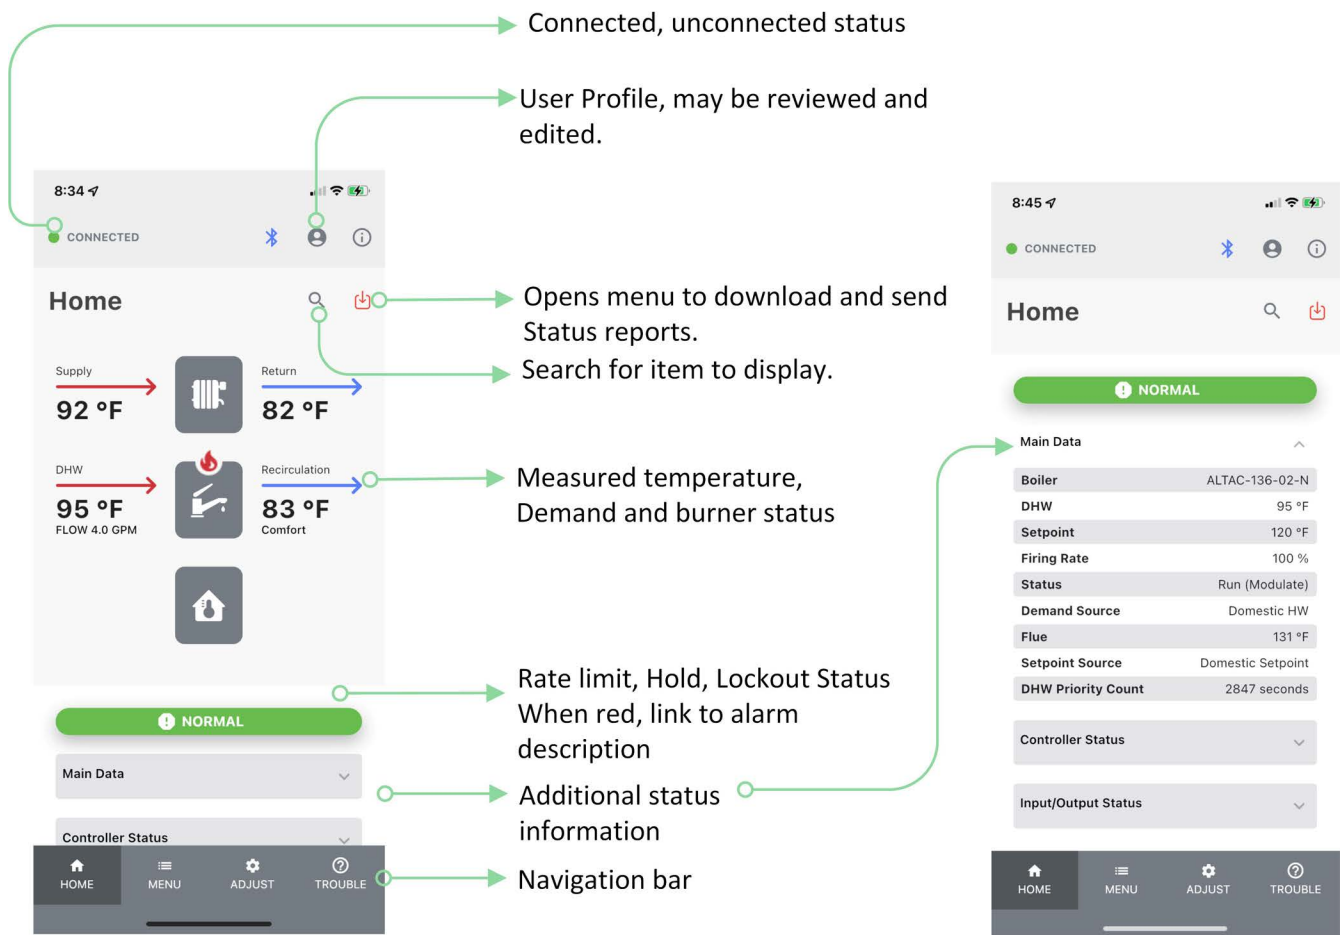 Connected, unconnected status
User Profile, may be reviewed and
edited.
8:34
CONNECTED
Home
Supply
Return
92 °F
82 °F
DHW
Recirculation
95 °F
83 °F
FLOW 4.0 GPM
Comfort
NORMAL
Main Data
Controller Status
HOME
MENU
ADJUST
TROUBLE
Opens menu to download and send
Status reports.
Search for item to display.
Measured temperature,
Demand and burner status
Rate limit, Hold, Lockout Status
When red, link to alarm
description
Additional status
information
Navigation bar
8:45
CONNECTED
Home
NORMAL
Main Data
Boiler ALTAC-136-02-N
DHW 95 °F
Setpoint 120 °F
Firing Rate 100 %
Status Run (Modulate)
Demand Source Domestic HW
Flue 131 °F
Setpoint Source Domestic Setpoint
DHW Priority Count 2847 seconds
Controller Status
Input/Output Status
HOME
MENU
ADJUST
TROUBLE